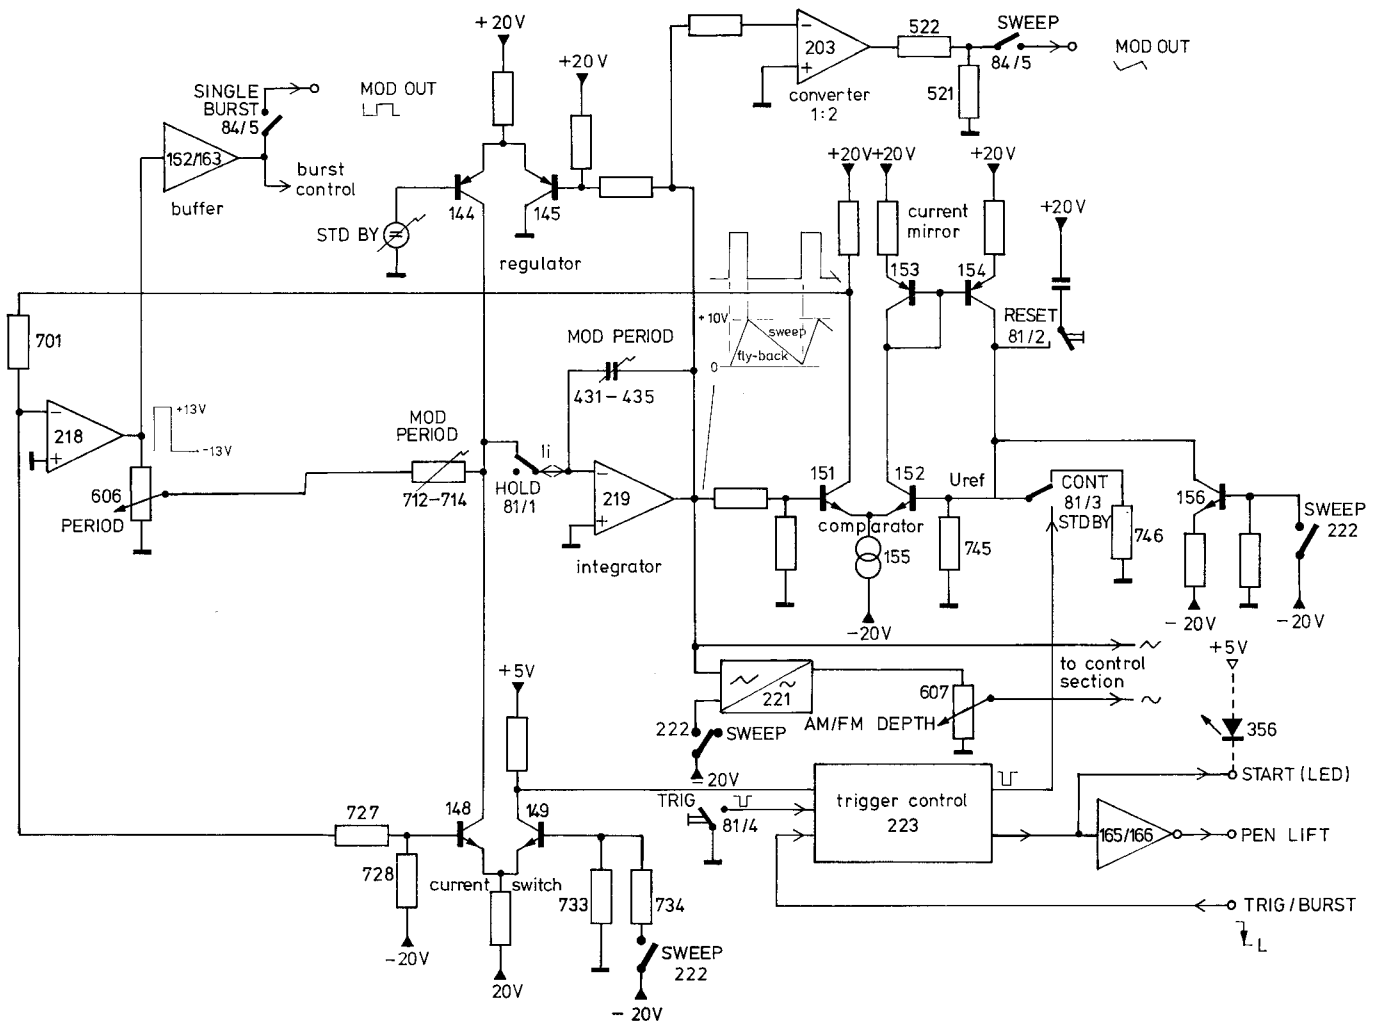 +20V
+20V
SINGLE
BURST
84/5
MOD OUT
152/163
buffer
burst
control
STD BY
144
145
regulator
203
converter
1:2
522
521
SWEEP
84/5
MOD OUT
+20V
+20V
+20V
current
mirror
153
154
+20V
RESET
81/2
+10V
0
sweep
fly-back
701
218
+13V
-13V
606
PERIOD
MOD
PERIOD
712-714
MOD PERIOD
431-435
Ii
HOLD
81/1
219
integrator
151
152
comparator
155
-20V
Uref
745
CONT
81/3
STDBY
746
156
-20V
SWEEP
222
-20V
to control
section
221
222
SWEEP
-20V
607
AM/FM DEPTH
+5V
356
START (LED)
PEN LIFT
TRIG/BURST
L
trigger control
223
165/166
TRIG
81/4
+5V
727
728
-20V
148
149
current switch
20V
733
734
SWEEP
222
-20V